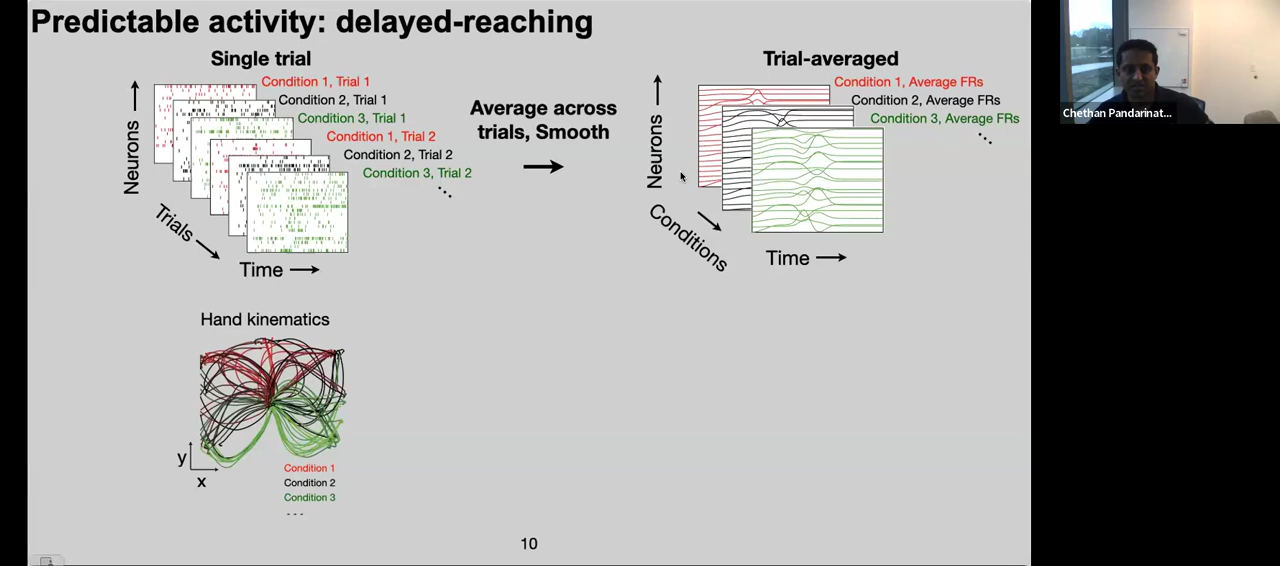 Predictable activity: delayed-reaching
Single trial
Condition 1, Trial 1
Condition 2, Trial 1
Condition 3, Trial 1
Condition 1, Trial 2
Condition 2, Trial 2
Condition 3, Trial 2
Neurons
Trials
Time
Average across
trials, Smooth
Trial-averaged
Condition 1, Average FRs
Condition 2, Average FRs
Condition 3, Average FRs
Neurons
Conditions
Time
Hand kinematics
y
x
Condition 1
Condition 2
Condition 3
10
Chethan Pandarinat...